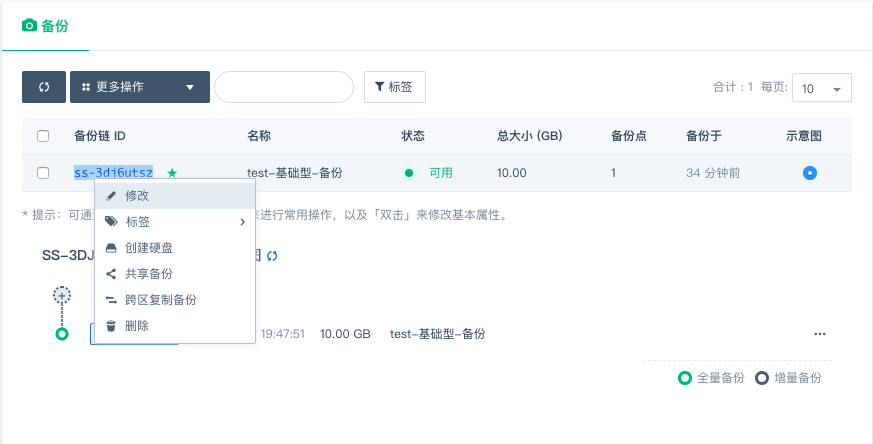 备份
更多操作
标签
合计：1 每页: 10
备份链 ID 名称 状态 总大小 (GB) 备份点 备份于 示意图
ss-3dj6utsz test-基础型-备份 可用 10.00 1 34 分钟前
修改
* 提示：可通 来进行常用操作，以及「双击」来修改基本属性。
标签
创建硬盘
SS-3DJ
共享备份
跨区复制备份
删除
19:47:51 10.00 GB test-基础型-备份 ...
全量备份 增量备份